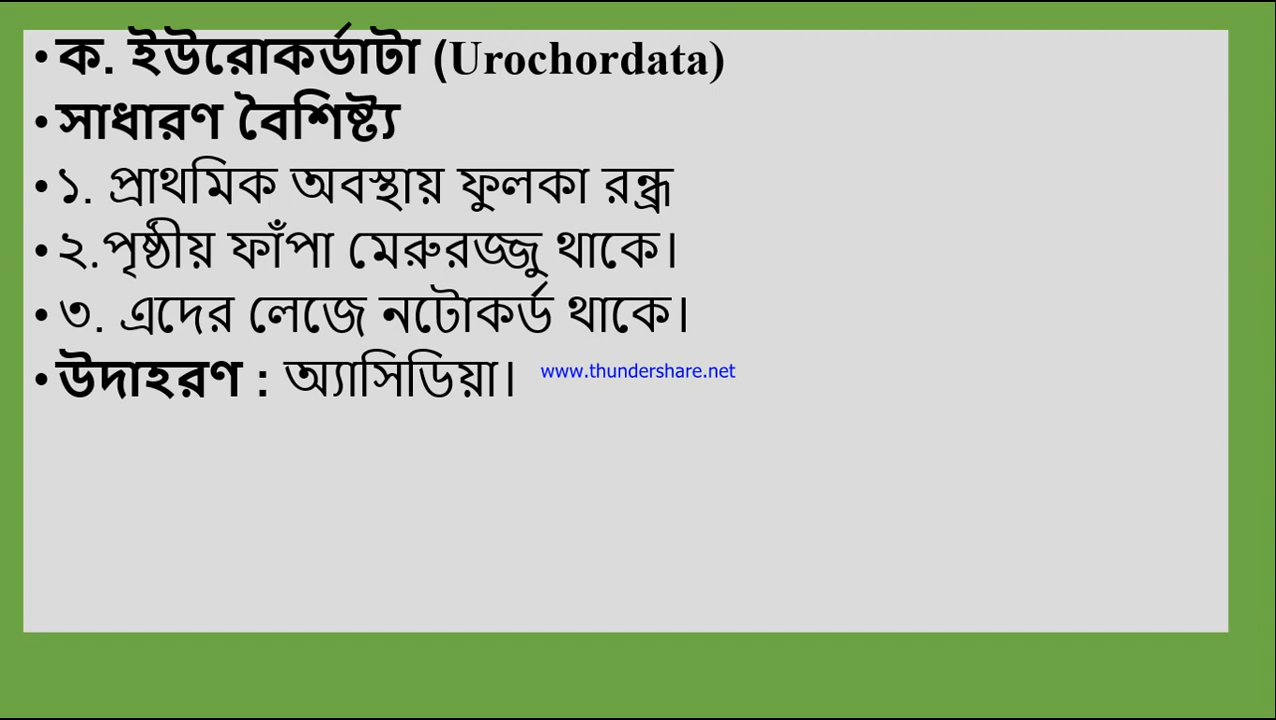 • ক. ইউরোকর্ডাটা (Urochordata)
• সাধারণ বৈশিষ্ট্য
• ১. প্রাথমিক অবস্থায় ফুলকা রন্ধ্র
• ২.পৃষ্ঠীয় ফাঁপা মেরুরজ্জু থাকে।
• ৩. এদের লেজে নটোকর্ড থাকে।
• উদাহরণ : অ্যাসিডিয়া। www.thundershare.net